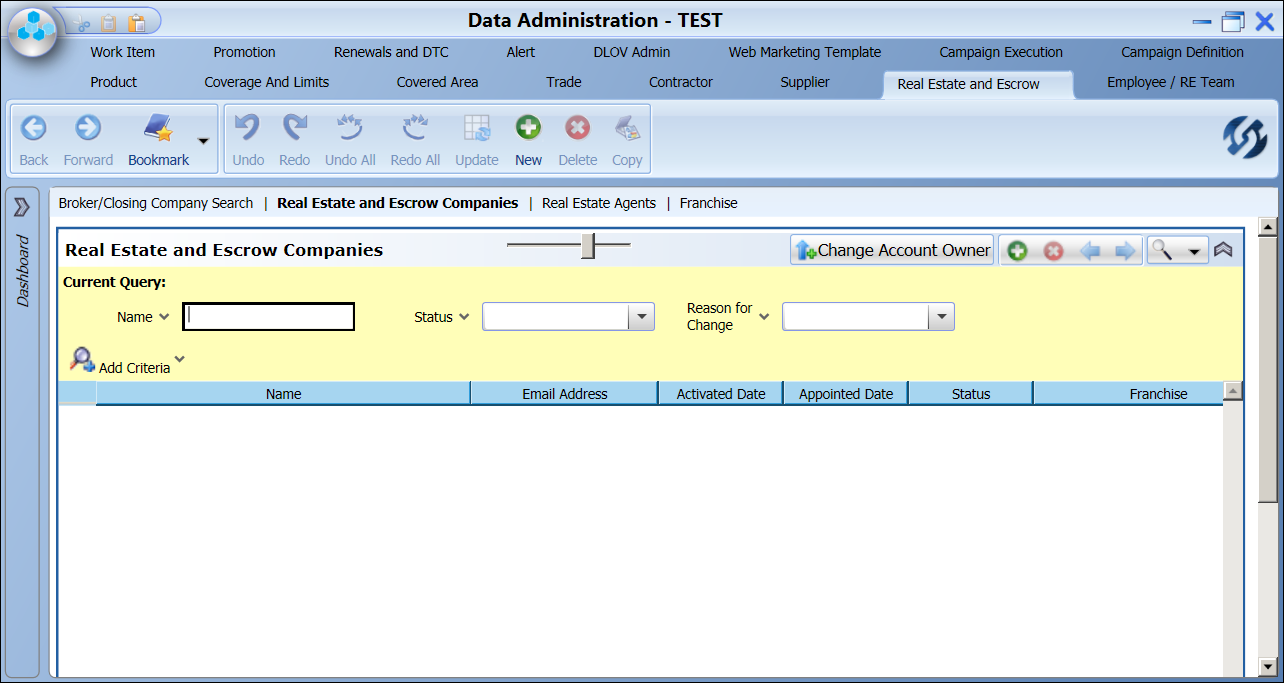 Data Administration - TEST
Work Item Promotion Renewals and DTC Alert DLOV Admin Web Marketing Template Campaign Execution Campaign Definition
Product Coverage And Limits Covered Area Trade Contractor Supplier Real Estate and Escrow Employee / RE Team
Back Forward Bookmark Undo Redo Undo All Redo All Update New Delete Copy
Dashboard
Broker/Closing Company Search | Real Estate and Escrow Companies | Real Estate Agents | Franchise
Real Estate and Escrow Companies Change Account Owner
Current Query:
Name Status Reason for
Change
Add Criteria
Name Email Address Activated Date Appointed Date Status Franchise